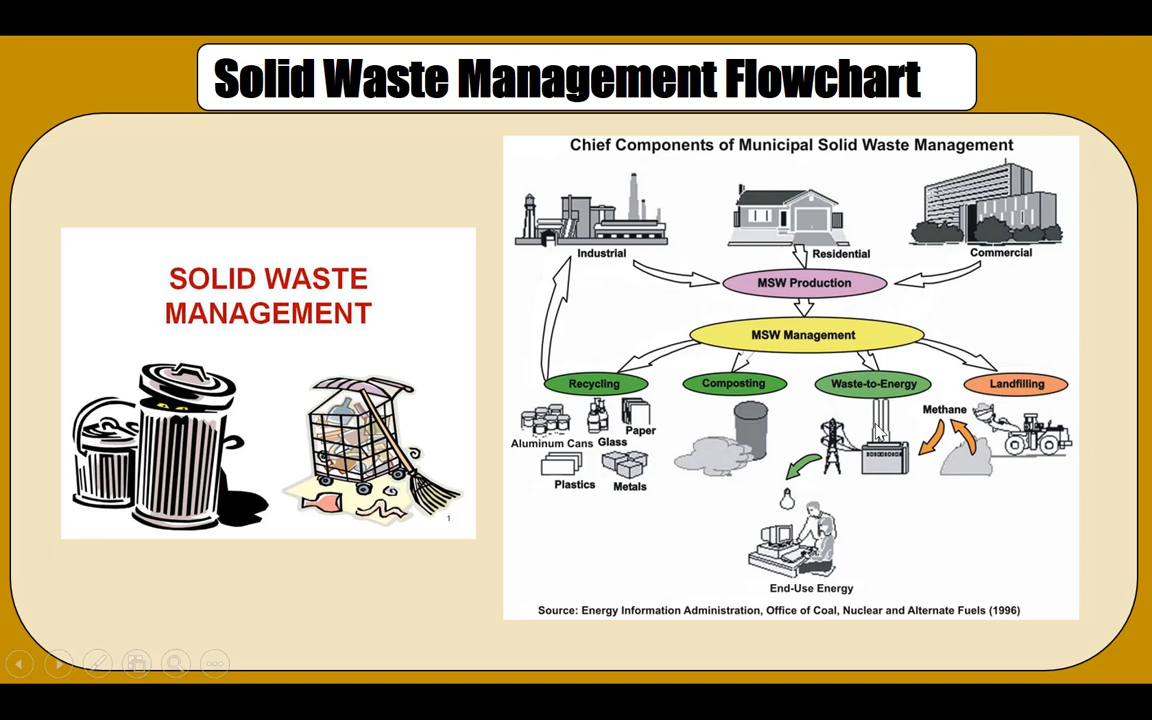 Solid Waste Management Flowchart
SOLID WASTE
MANAGEMENT
1
Chief Components of Municipal Solid Waste Management
Industrial
Residential
Commercial
MSW Production
MSW Management
Recycling
Composting
Waste-to-Energy
Landfilling
Methane
Paper
Aluminum Cans
Glass
Plastics
Metals
End-Use Energy
Source: Energy Information Administration, Office of Coal, Nuclear and Alternate Fuels (1996)